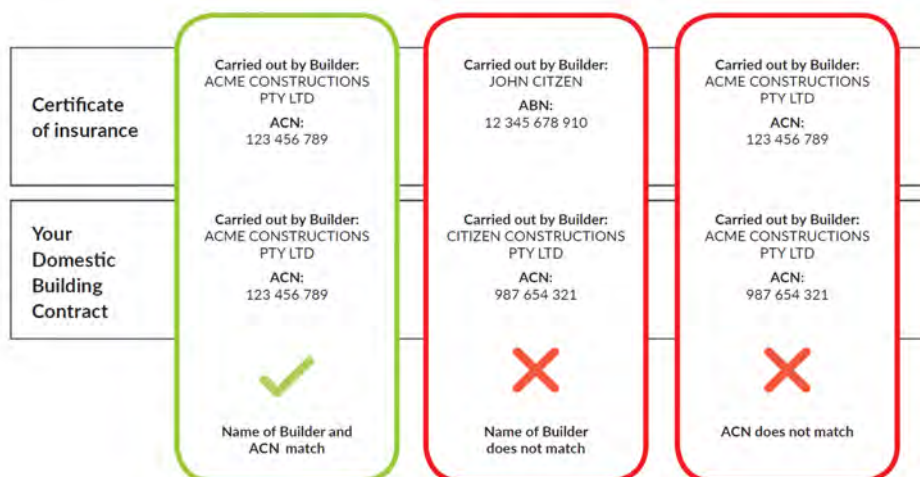 Certificate
of insurance
Carried out by Builder:
ACME CONSTRUCTIONS
PTY LTD
ACN:
123 456 789
Carried out by Builder:
JOHN CITZEN
ABN:
12 345 678 910
Carried out by Builder:
ACME CONSTRUCTIONS
PTY LTD
ACN:
123 456 789
Your
Domestic
Building
Contract
Carried out by Builder:
ACME CONSTRUCTIONS
PTY LTD
ACN:
123 456 789
Carried out by Builder:
CITIZEN CONSTRUCTIONS
PTY LTD
ACN:
987 654 321
Carried out by Builder:
ACME CONSTRUCTIONS
PTY LTD
ACN:
987 654 321
Name of Builder and
ACN match
Name of Builder
does not match
ACN does not match